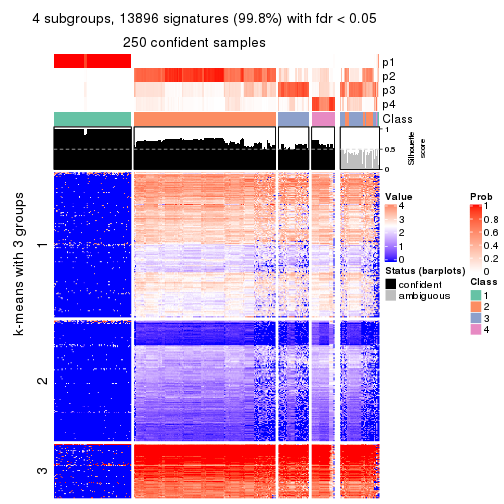 4 subgroups, 13896 signatures (99.8%) with fdr < 0.05
250 confident samples
p1
p2
p3
p4
Class
1
0.5
0
Silhouette
score
k-means with 3 groups
1
2
3
Value
4
3
2
1
0
Status (barplots)
confident
ambiguous
Prob
1
0.8
0.6
0.4
0.2
0
Class
1
2
3
4